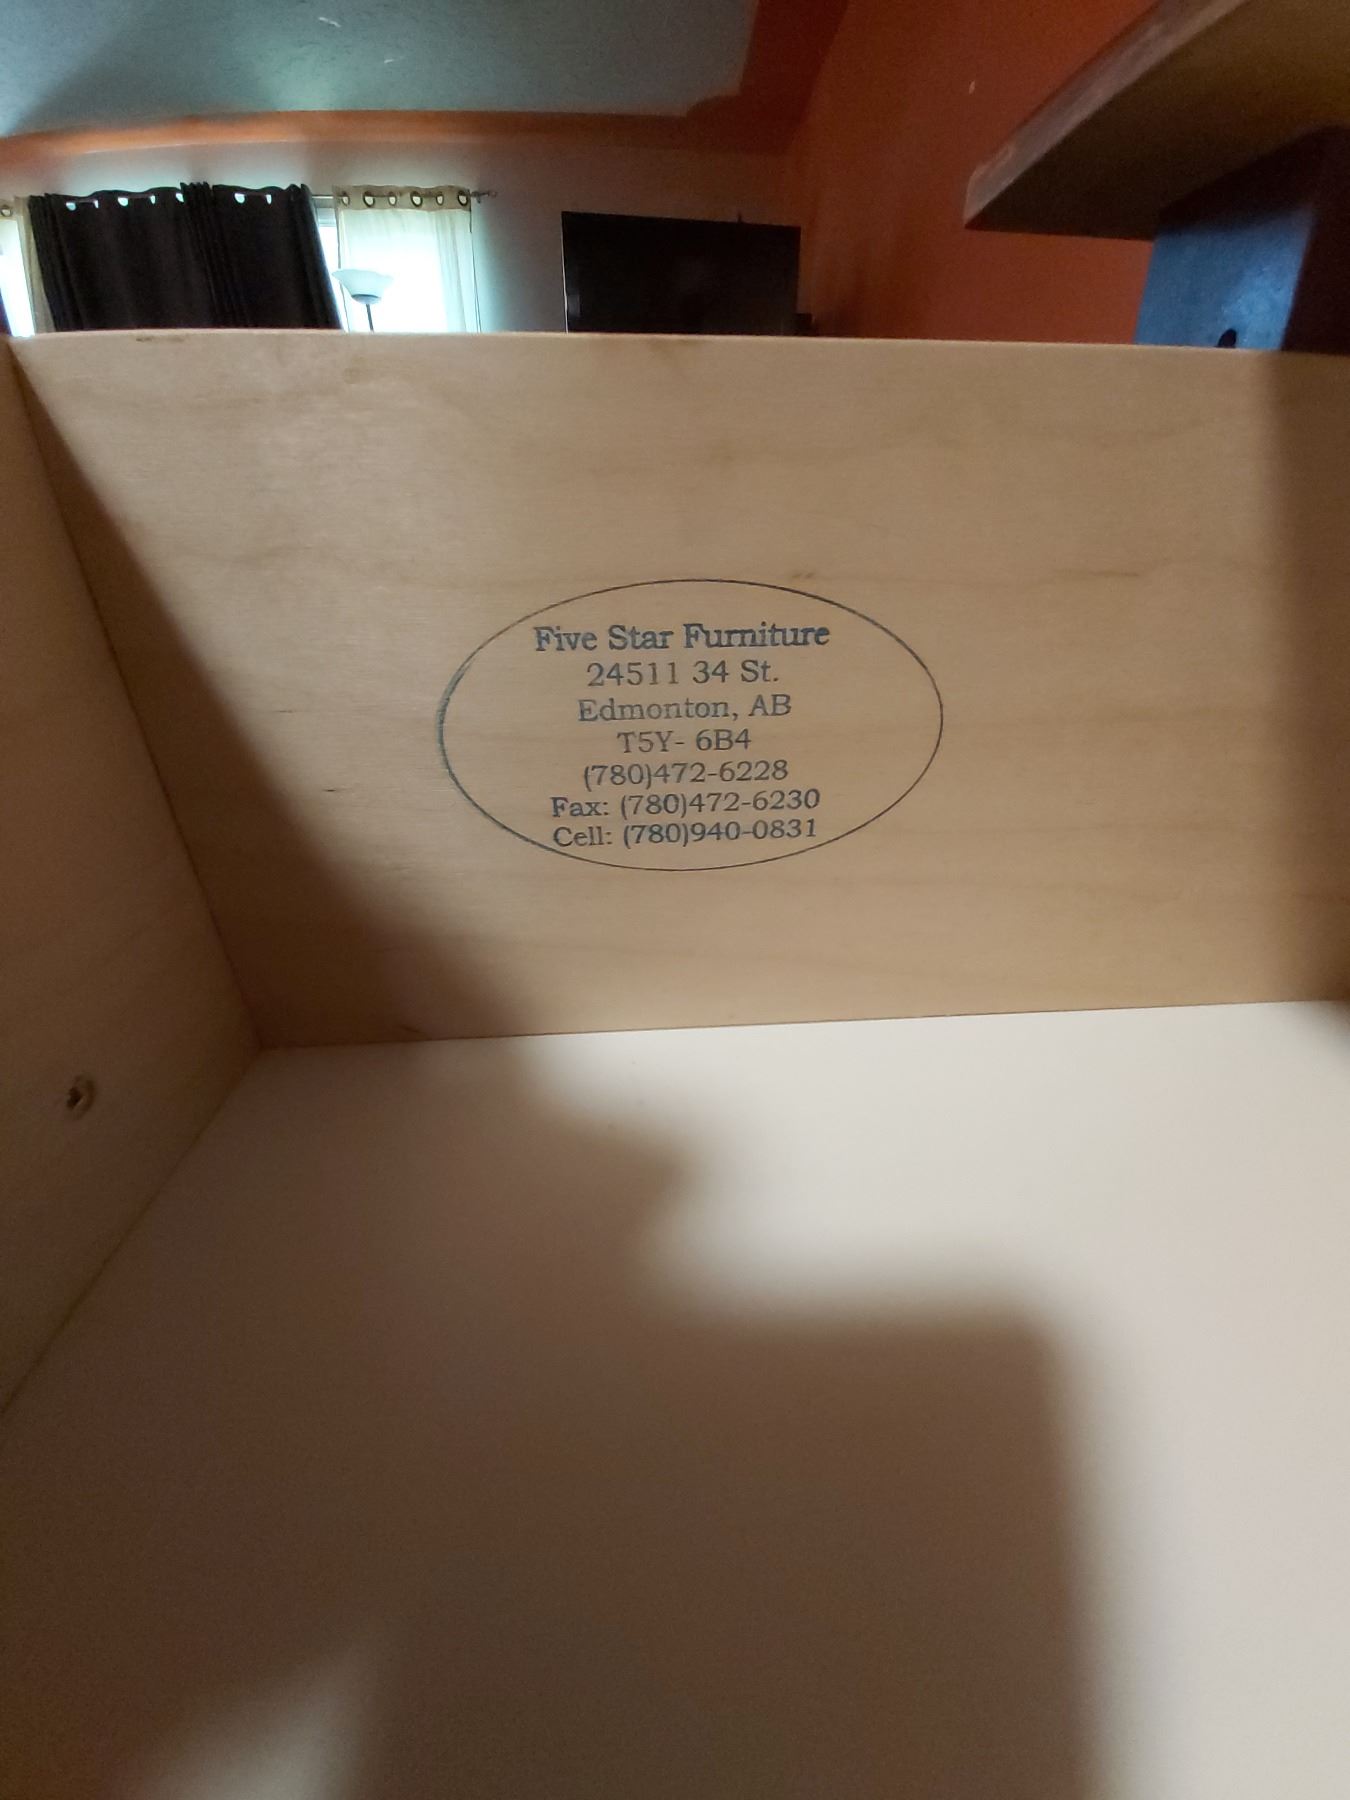 Five Star Furniture
24511 34 St.
Edmonton, AB
T5Y- 6B4
(780)472-6228
Fax: (780)472-6230
Cell: (780)940-0831